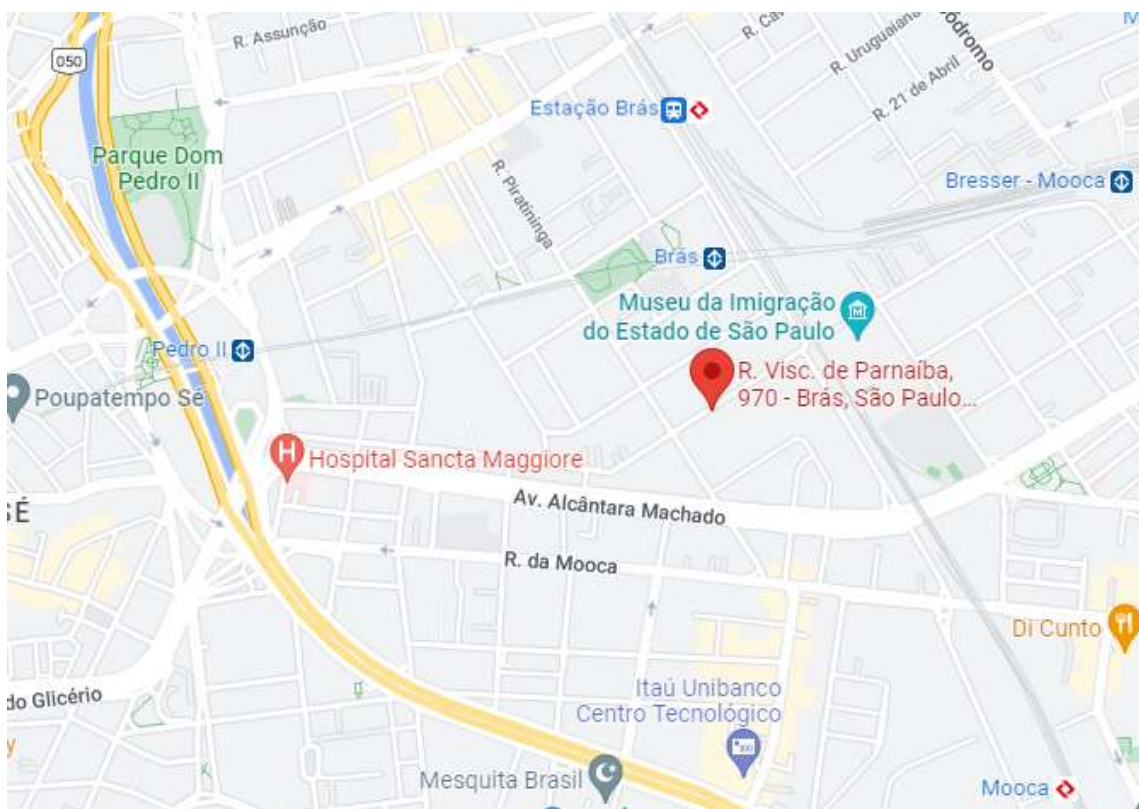 R. Assunção
050
Parque Dom
Pedro II
Estação Brás
R. Uruguaiana
R. 21 de Abril
Bresser - Mooca
R. Piratininga
Brás
Museu da Imigração
do Estado de São Paulo
Pedro II
R. Visc. de Parnaíba,
970 - Brás, São Paulo...
Poupatempo Sé
Hospital Sancta Maggiore
SÉ
Av. Alcântara Machado
R. da Mooca
Di Cunto
do Glicério
Itaú Unibanco
Centro Tecnológico
Mesquita Brasil
Mooca